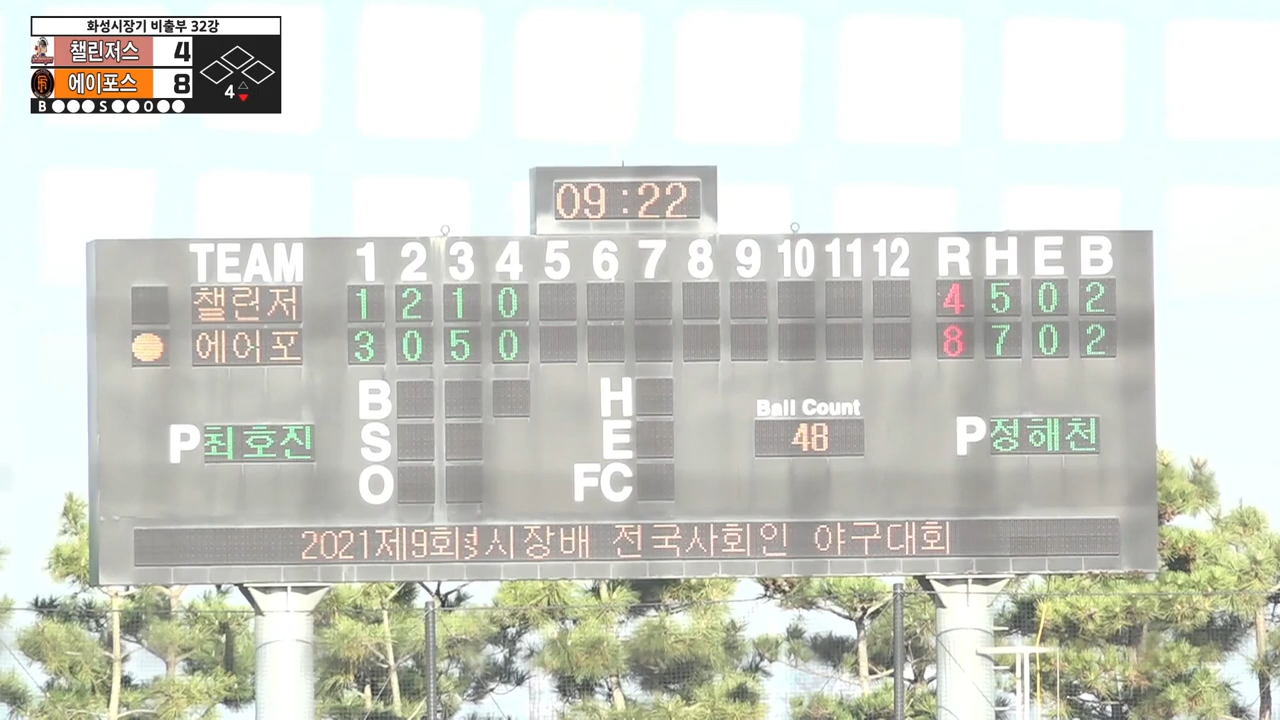 화성시장기 비출부 32강
챌린저스 4
에이포스 8
4
B S O
09:22
TEAM 1 2 3 4 5 6 7 8 9 10 11 12 R H E B
챌린저 1 2 1 0 4 5 0 2
에이포 3 0 5 0 8 7 0 2
B H
Ball Count
P 최호진 S E 48 P 정해천
O FC
2021제9회 시장배 전국사회인 야구대회